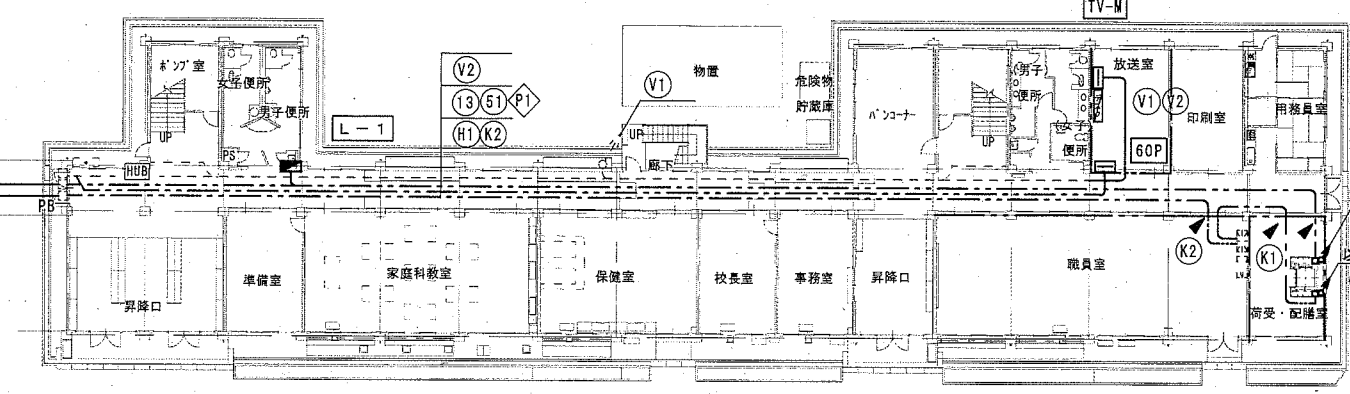 TV-M
ポンプ室
女子便所
男子便所
UP
PS
HUB
PB
L-1
V2
13 51 P1
H1 K2
物置
V1
危険物
貯蔵庫
UP
廊下
パンコーナー
UP
男子
便所
女子
便所
放送室
V1 V2
60P
印刷室
用務員室
昇降口
準備室
家庭科教室
保健室
校長室
事務室
昇降口
職員室
K2
K1
荷受・配膳室